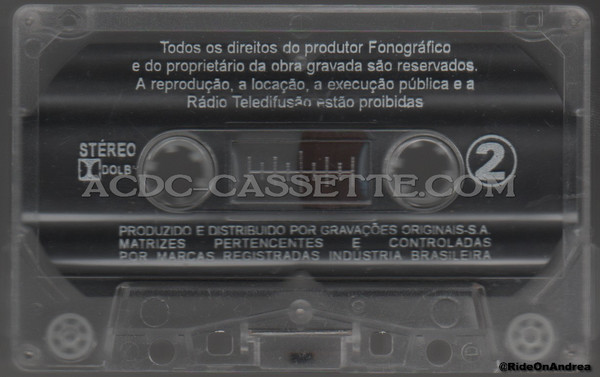 Todos os direitos do produtor Fonográfico
e do proprietário da obra gravada são reservados.
A reprodução, a locação, a execução pública e a
Rádio Teledifusão estão proibidas
STÉREO
DOLBY
2
ACDC-CASSETTE.COM
PRODUZIDO E DISTRIBUIDO POR GRAVAÇÕES ORIGINAIS-S.A.
MATRIZES PERTENCENTES E CONTROLADAS
POR MARCAS REGISTRADAS INDÚSTRIA BRASILEIRA
@RideOnAndrea